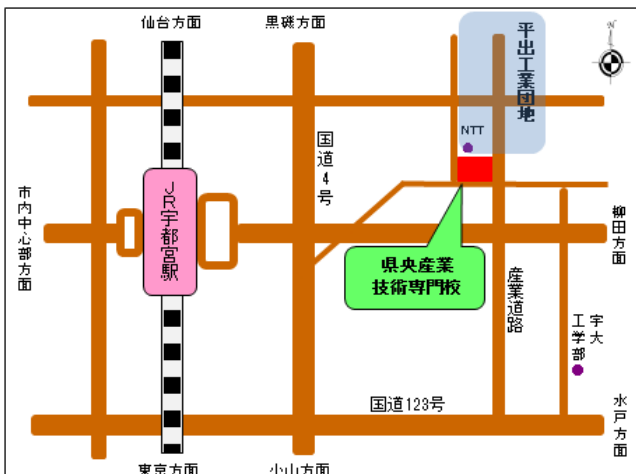 仙台方面
黒磯方面
平出工業団地
N
NTT
国道4号
市内中心部方面
JR宇都宮駅
柳田方面
県央産業
技術専門校
産業道路
宇大
工学部
国道123号
水戸方面
東京方面
小山方面